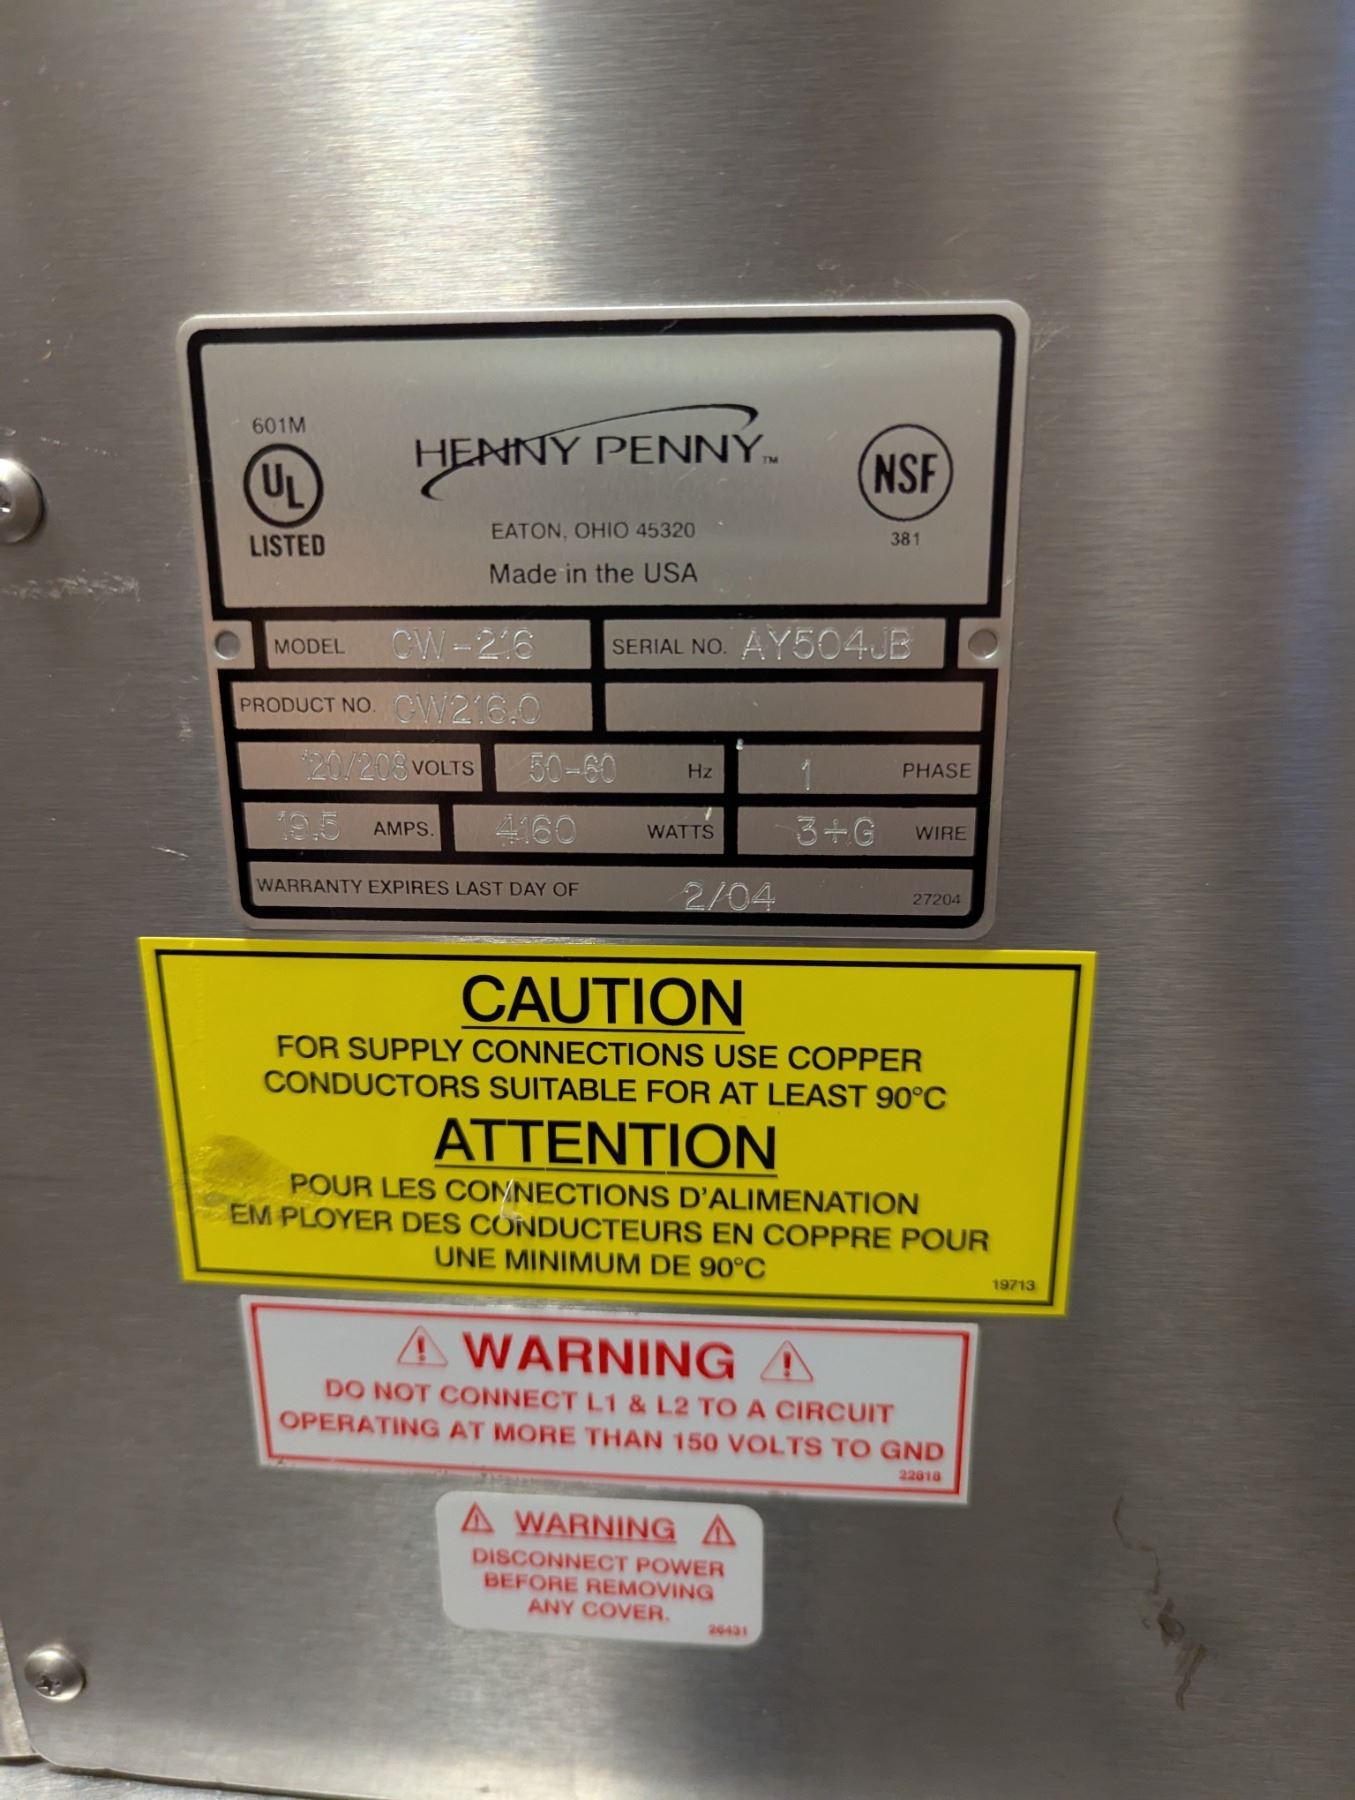 601M
UL
LISTED
HENNY PENNY™
EATON, OHIO 45320
Made in the USA
NSF
381
MODEL CW-216 SERIAL NO. AY504JB
PRODUCT NO. CW216.0
120/208 VOLTS 50-60 Hz 1 PHASE
19.5 AMPS. 4160 WATTS 3+G WIRE
WARRANTY EXPIRES LAST DAY OF 2/04 27204
CAUTION
FOR SUPPLY CONNECTIONS USE COPPER
CONDUCTORS SUITABLE FOR AT LEAST 90°C
ATTENTION
POUR LES CONNECTIONS D'ALIMENATION
EM PLOYER DES CONDUCTEURS EN COPPRE POUR
UNE MINIMUM DE 90°C
19713
WARNING
DO NOT CONNECT L1 & L2 TO A CIRCUIT
OPERATING AT MORE THAN 150 VOLTS TO GND
22818
WARNING
DISCONNECT POWER
BEFORE REMOVING
ANY COVER.
26431